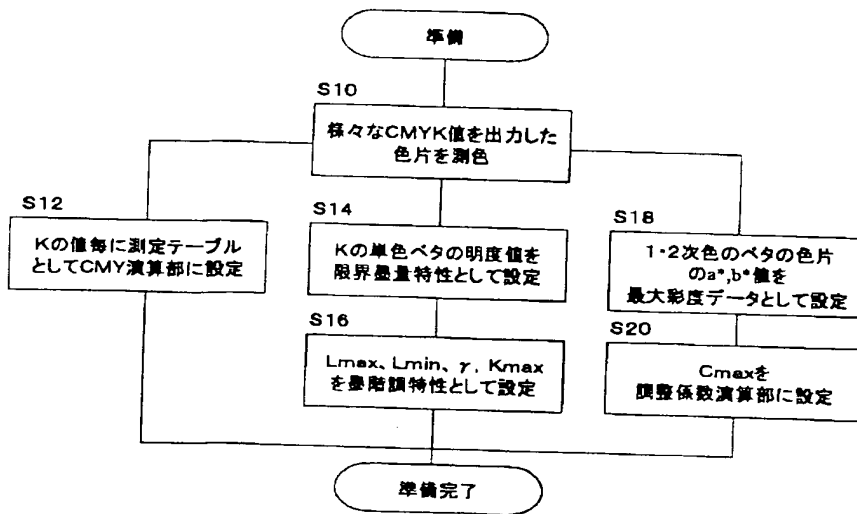 準備
S10
様々なCMYK値を出力した
色片を測色
S12
Kの値毎に測定テーブル
としてCMY演算部に設定
S14
Kの単色ベタの明度値を
限界墨量特性として設定
S16
Lmax、Lmin、γ、Kmax
を墨階調特性として設定
S18
1・2次色のベタの色片
のa*,b*値を
最大彩度データとして設定
S20
Cmaxを
調整係数演算部に設定
準備完了